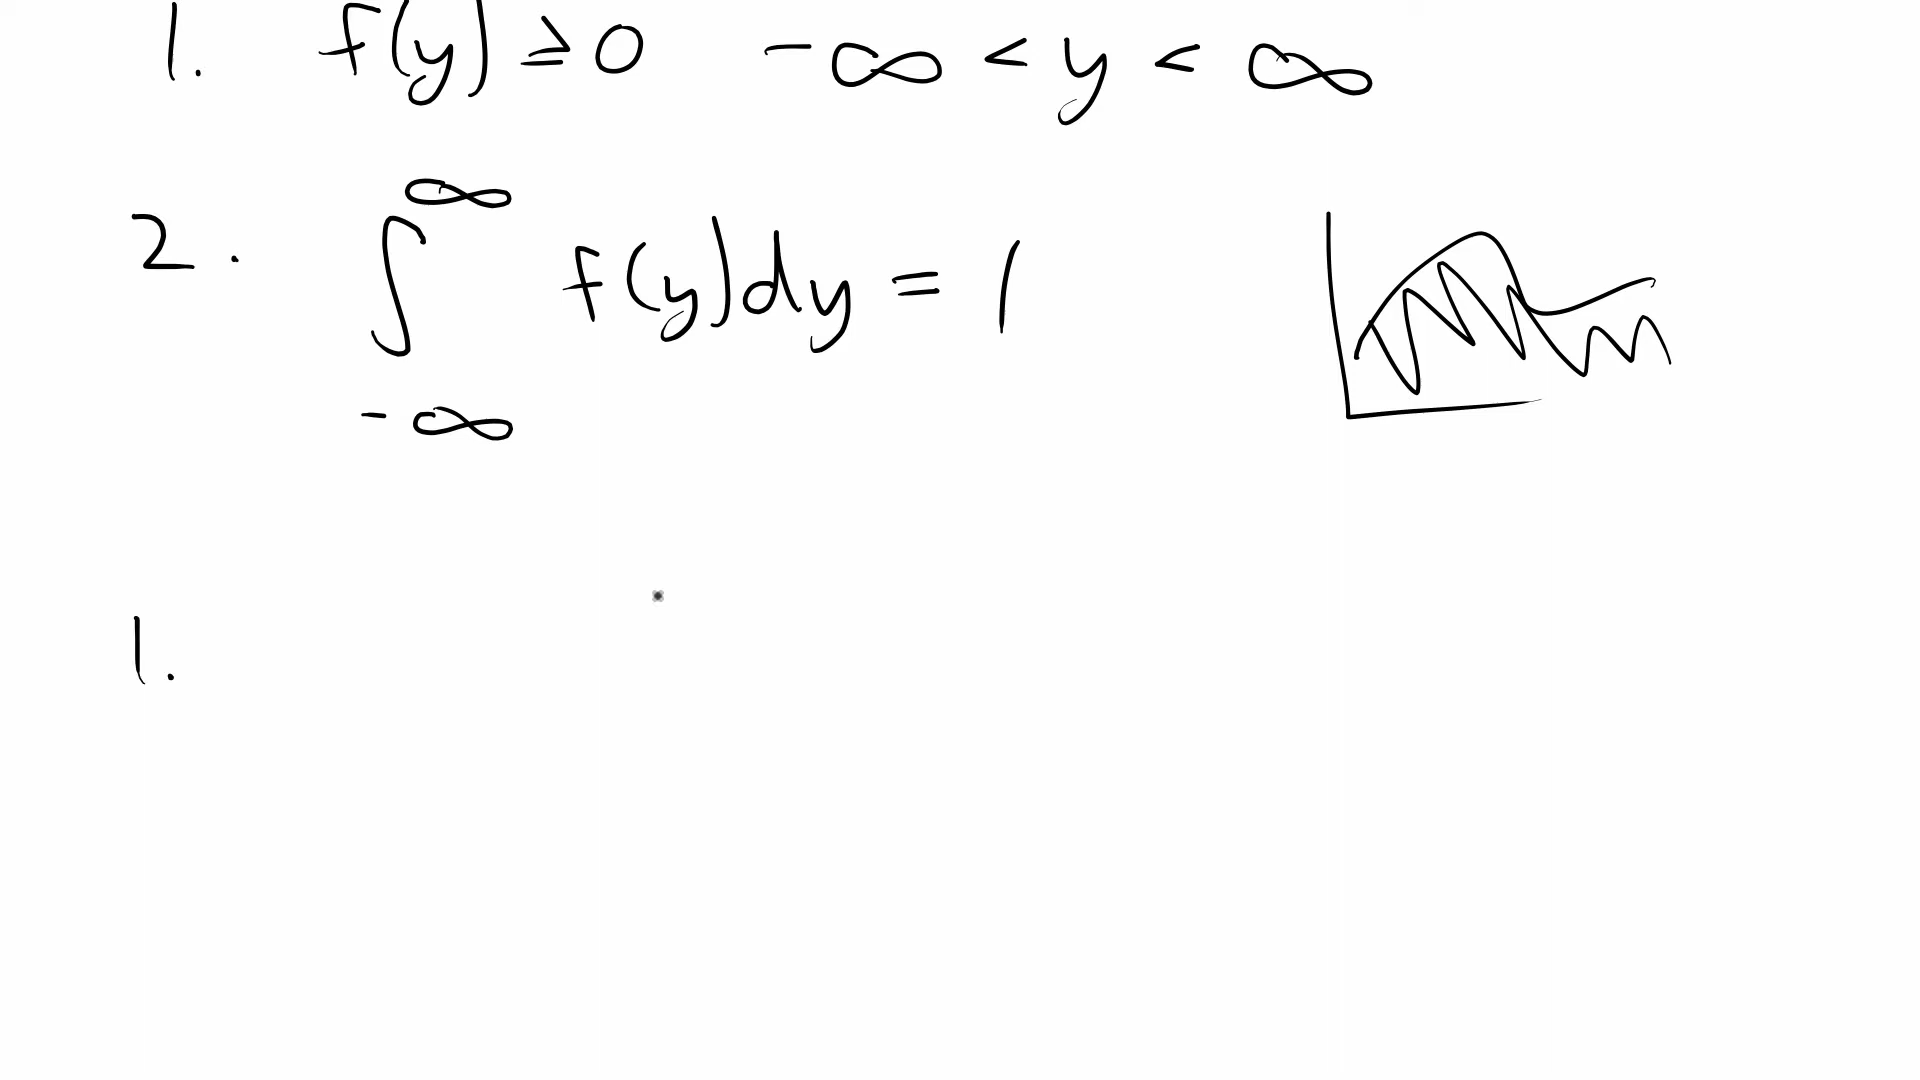 1. f(y) ≥ 0 -∞ < y < ∞
2. ∫_{-∞}^{∞} f(y)dy = 1
1.